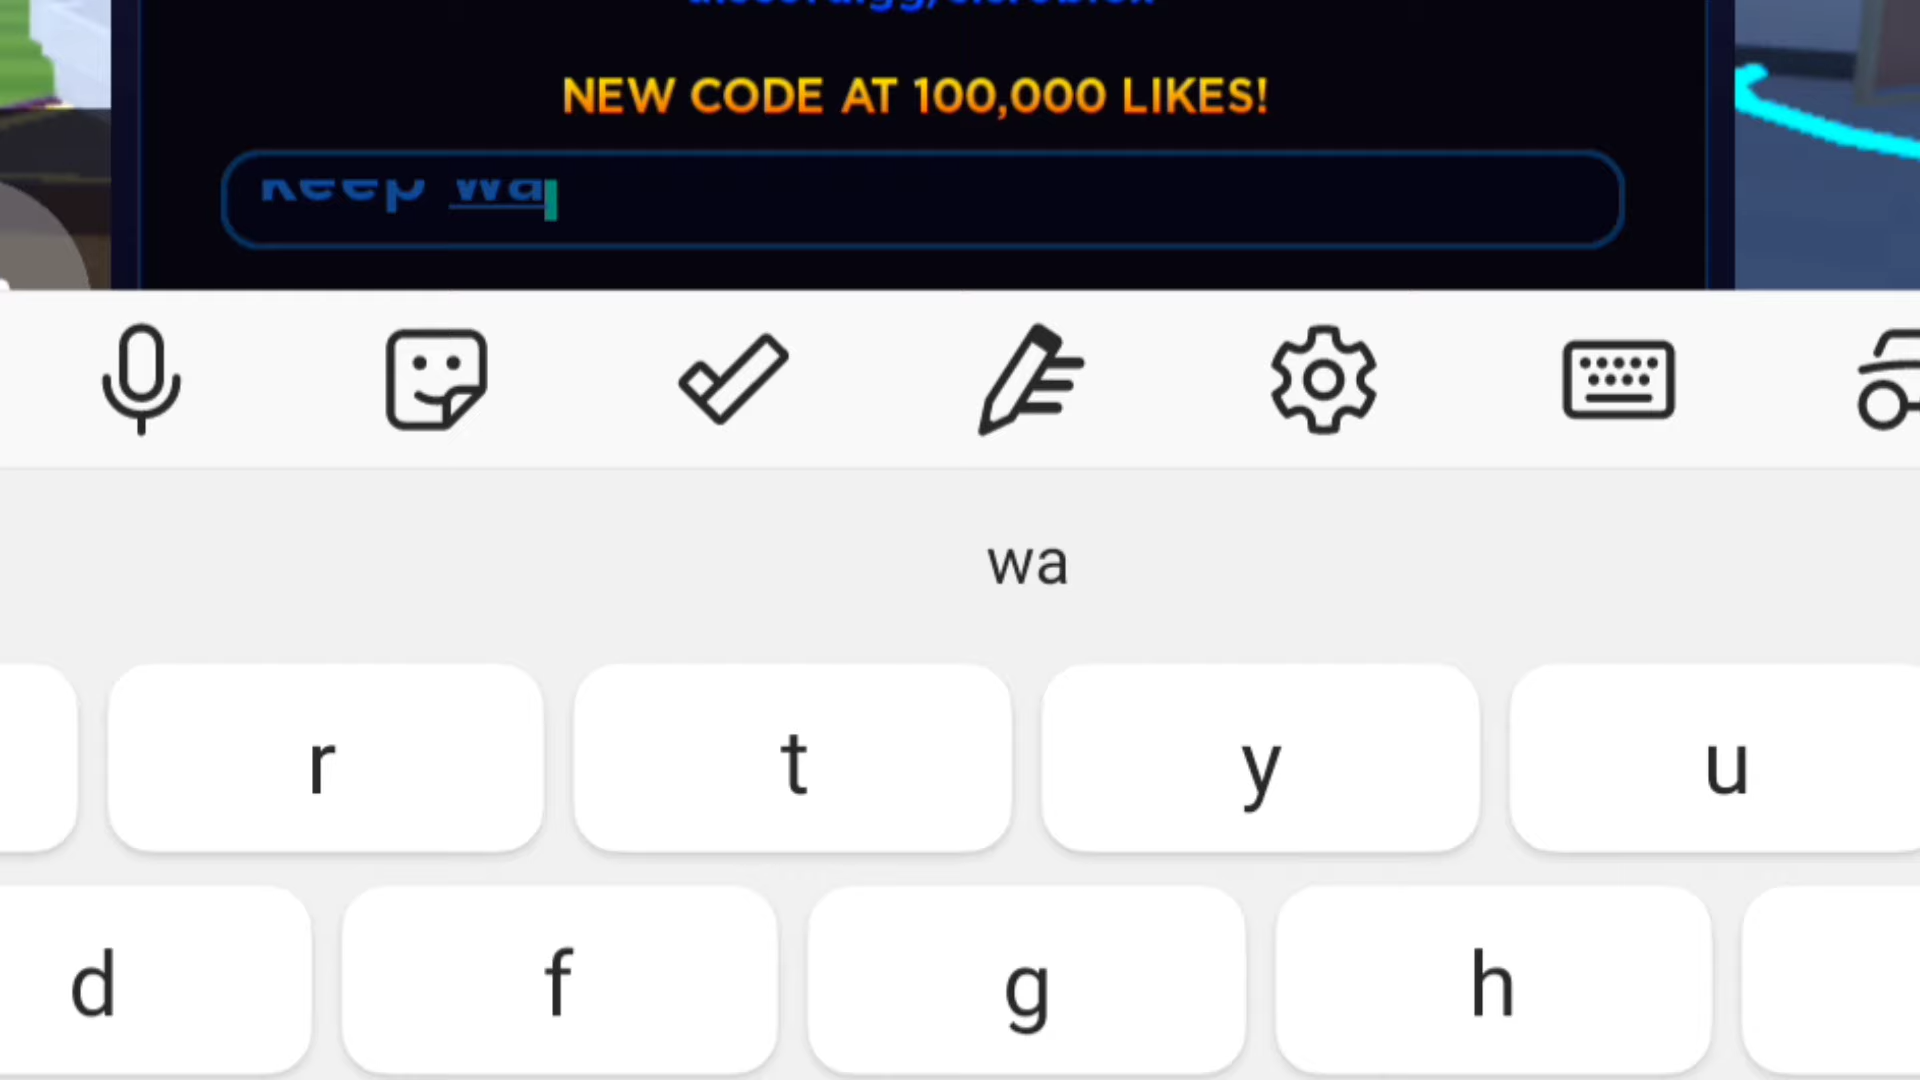 NEW CODE AT 100,000 LIKES!
keep wa
wa
r t y u
d f g h